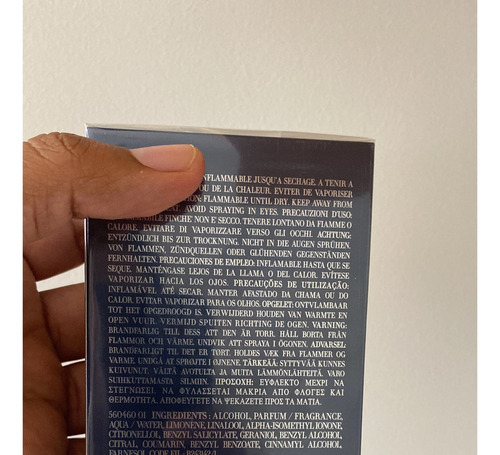 INFLAMMABLE JUSQU'A SECHAGE. A TENIR A
OU DE LA CHALEUR. EVITER DE VAPORISER
FLAMMABLE UNTIL DRY. KEEP AWAY FROM
AVOID SPRAYING IN EYES. PRECAUZIONI D'USO:
FINCHE' NON E' SECCO. TENERE LONTANO DA FIAMME O
CALORE. EVITARE DI VAPORIZZARE VERSO GLI OCCHI. ACHTUNG:
ENTZÜNDLICH BIS ZUR TROCKNUNG. NICHT IN DIE AUGEN SPRÜHEN.
VON FLAMMEN, ZÜNDQUELLEN ODER GLÜHENDEN GEGENSTÄNDEN
FERNHALTEN. PRECAUCIONES DE EMPLEO: INFLAMABLE HASTA QUE SE
SEQUE. MANTÉNGASE LEJOS DE LA LLAMA O DEL CALOR. EVÍTESE
VAPORIZAR HACIA LOS OJOS. PRECAUÇÕES DE UTILIZAÇÃO:
INFLAMÁVEL ATÉ SECAR. MANTER AFASTADO DA CHAMA OU DO
CALOR. EVITAR VAPORIZAR PARA OS OLHOS. OPGELET: ONTVLAMBAAR
TOT HET OPGEDROOGD IS. VERWIJDERD HOUDEN VAN WARMTE EN
OPEN VUUR. VERMIJD SPUITEN RICHTING DE OGEN. VARNING:
BRANDFARLIG TILL DESS ATT DEN ÄR TORR. HÅLL BORTA FRÅN
FLAMMOR OCH VÄRME. UNDVIK ATT SPRAYA I ÖGONEN. ADVARSEL:
BRANDFARLIGT TIL DET ER TØRT. HOLDES VÆK FRA FLAMMER OG
VARME UNDGÅ AT SPRØJTE I ØJNENE. TÄRKEÄÄ: SYTTYVÄÄ KUNNES
KUIVUNUT. VÄLTÄ AVOTULTA JA MUITA LÄMMÖNLÄHTEITÄ. VARO
SUIHKUTTAMASTA SILMIIN. ΠΡΟΣΟΧΗ: ΕΥΦΛΕΚΤΟ ΜΕΧΡΙ ΝΑ
ΣΤΕΓΝΩΣΕΙ. ΝΑ ΦΥΛΑΣΣΕΤΑΙ ΜΑΚΡΙΑ ΑΠΟ ΦΛΟΓΕΣ ΚΑΙ
ΘΕΡΜΟΤΗΤΑ. ΑΠΟΦΕΥΓΕΤΕ ΝΑ ΨΕΚΑΖΕΤΕ ΠΡΟΣ ΤΑ ΜΑΤΙΑ.
560460 01 INGREDIENTS : ALCOHOL, PARFUM / FRAGRANCE,
AQUA / WATER, LIMONENE, LINALOOL, ALPHA-ISOMETHYL IONONE,
CITRONELLOL, BENZYL SALICYLATE, GERANIOL, BENZYL ALCOHOL,
CITRAL, COUMARIN, BENZYL BENZOATE, CINNAMYL ALCOHOL,
FARNESOL CODE FIL :